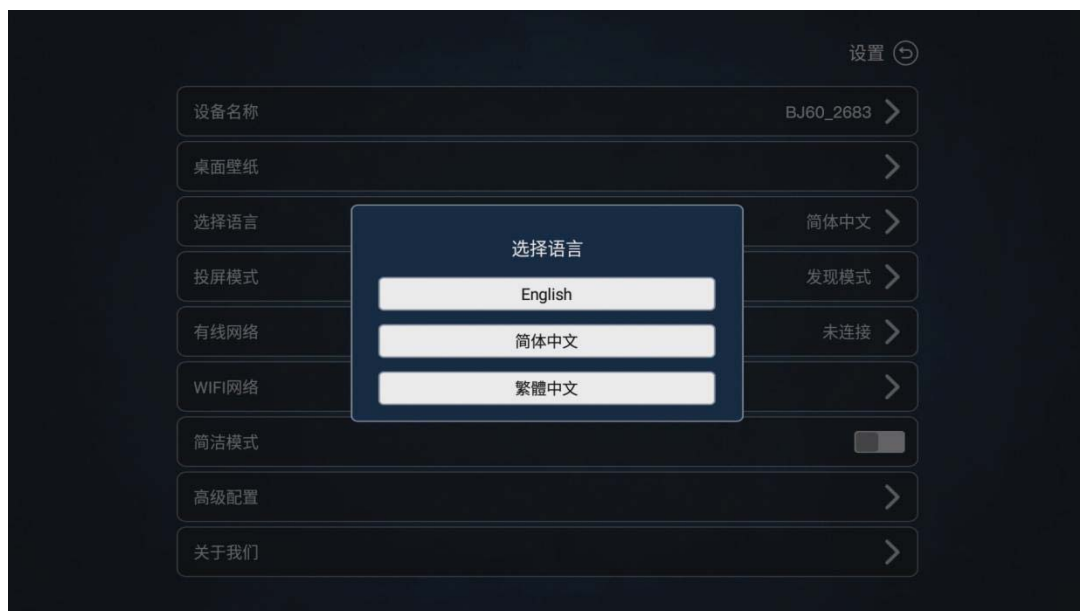 设置
设备名称 BJ60_2683
桌面壁纸
选择语言 简体中文
投屏模式 发现模式
有线网络 未连接
WIFI网络
简洁模式
高级配置
关于我们
选择语言
English
简体中文
繁體中文